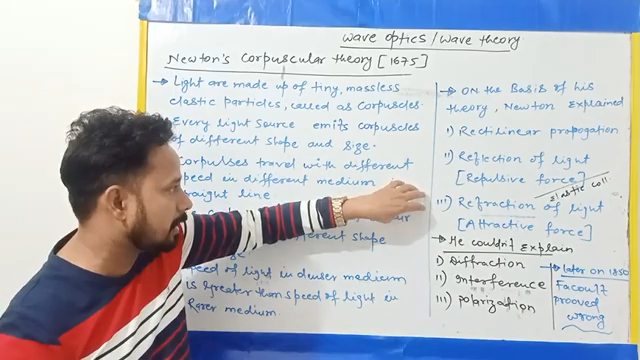 Wave optics/Wave theory
Newton's Corpuscular theory [1675]
→ Light are made up of tiny, massless
elastic particles, called as Corpuscles.
Every light source emits corpuscles
of different shape and size.
Corpulses travel with different
speed in different medium
straight line
different shape
speed of light in denser medium
is greater than speed of light in
Rarer medium.
→ ON the Basis of his
theory, Newton Explained
i) Rectilinear propogation
ii) Reflection of light
[Repulsive force]
Elastic coll.
iii) Refraction of light
[Attractive force]
→ He couldn't Explain
i) Diffraction
ii) Interference
iii) polarization
→ later on 1850
Facoult
prooved
wrong